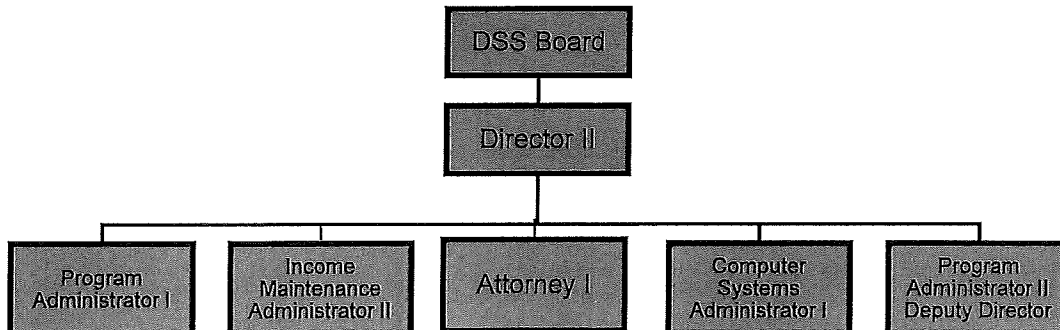 DSS Board
Director II
Program
Administrator I
Income
Maintenance
Administrator II
Attorney I
Computer
Systems
Administrator I
Program
Administrator II
Deputy Director